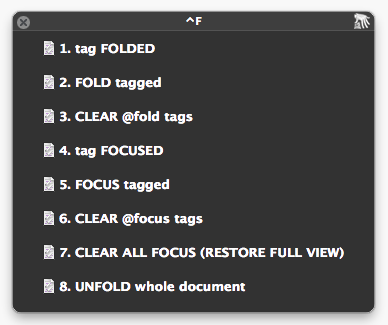 ^F
1. tag FOLDED
2. FOLD tagged
3. CLEAR @fold tags
4. tag FOCUSED
5. FOCUS tagged
6. CLEAR @focus tags
7. CLEAR ALL FOCUS (RESTORE FULL VIEW)
8. UNFOLD whole document